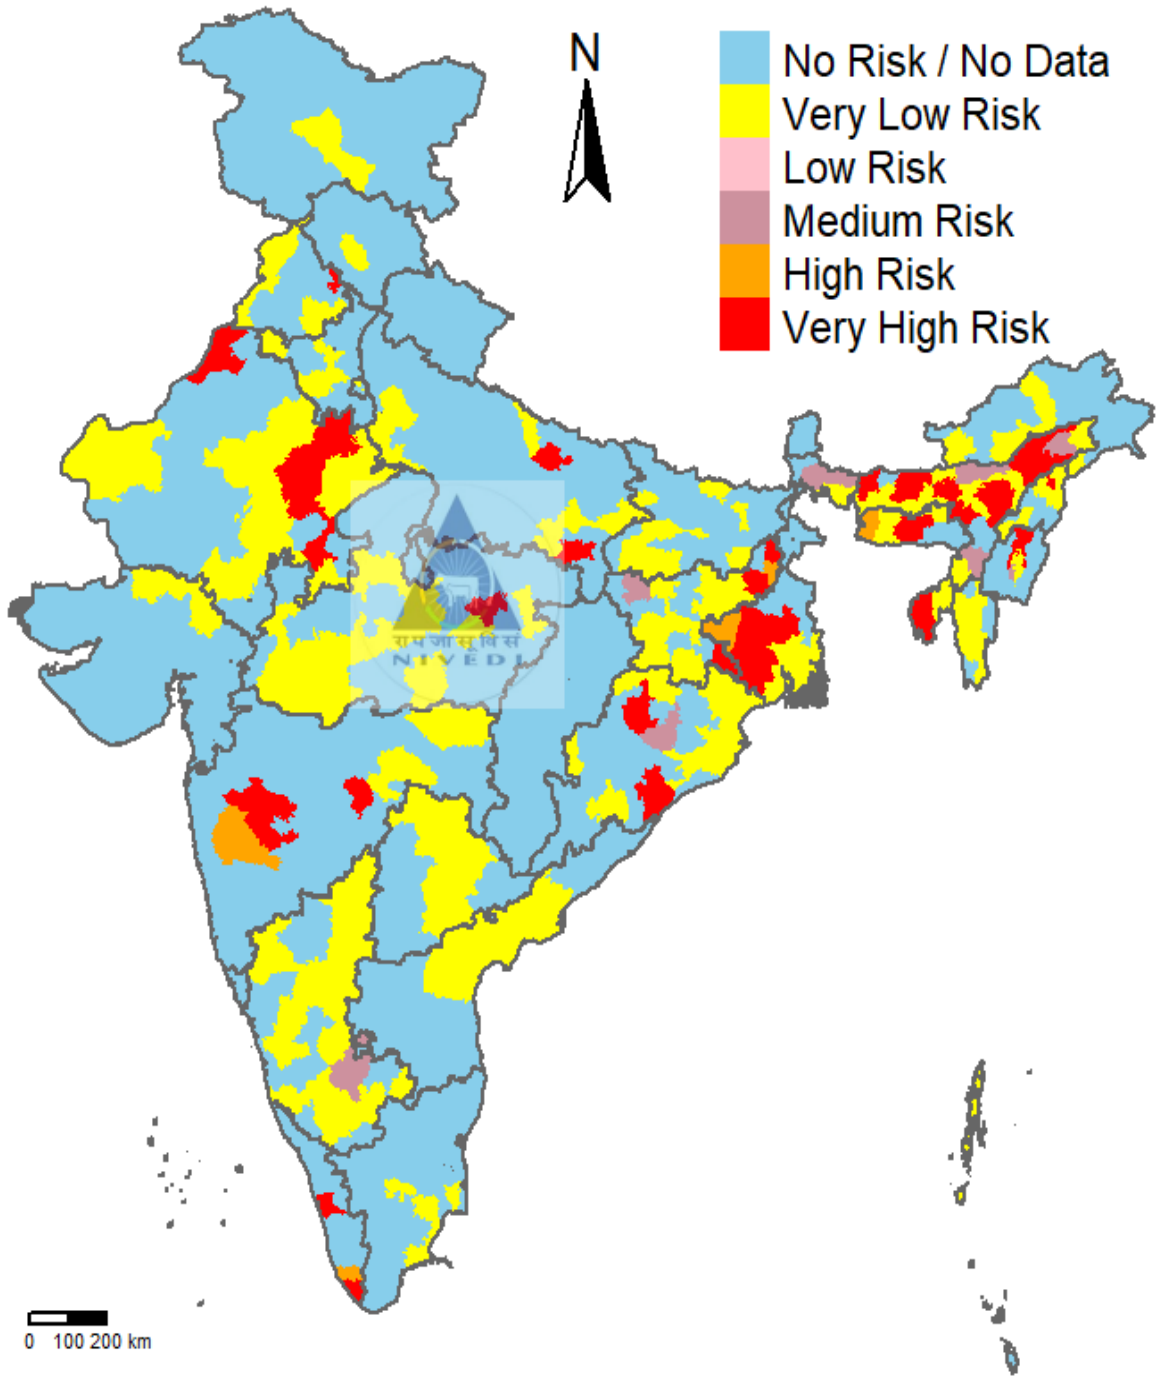 N
No Risk / No Data
Very Low Risk
Low Risk
Medium Risk
High Risk
Very High Risk
NIVEDI
0 100 200 km